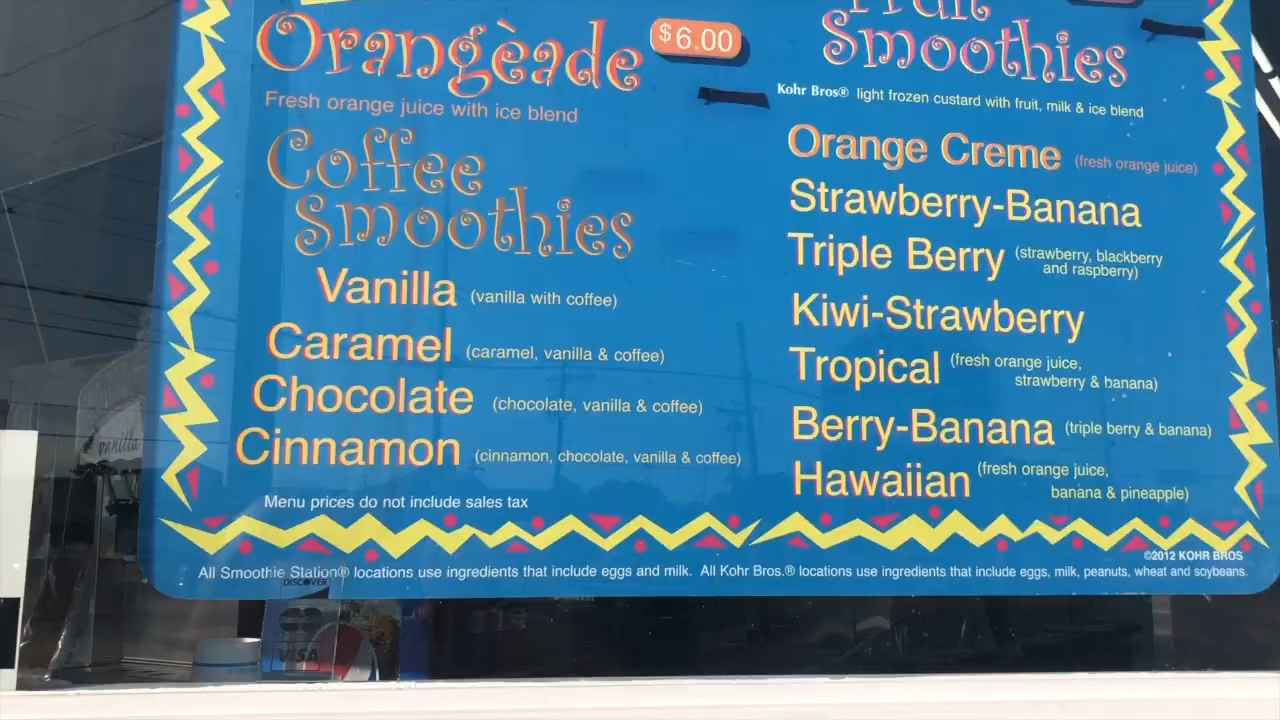 Orangèade $6.00
Fresh orange juice with ice blend
Coffee
Smoothies
Vanilla (vanilla with coffee)
Caramel (caramel, vanilla & coffee)
Chocolate (chocolate, vanilla & coffee)
Cinnamon (cinnamon, chocolate, vanilla & coffee)
Menu prices do not include sales tax
Fruit
Smoothies
Kohr Bros® light frozen custard with fruit, milk & ice blend
Orange Creme (fresh orange juice)
Strawberry-Banana
Triple Berry (strawberry, blackberry
and raspberry)
Kiwi-Strawberry
Tropical (fresh orange juice,
strawberry & banana)
Berry-Banana (triple berry & banana)
Hawaiian (fresh orange juice,
banana & pineapple)
©2012 KOHR BROS
All Smoothie Station® locations use ingredients that include eggs and milk. All Kohr Bros.® locations use ingredients that include eggs, milk, peanuts, wheat and soybeans.
vanilla
DISCOVER
MasterCard
VISA